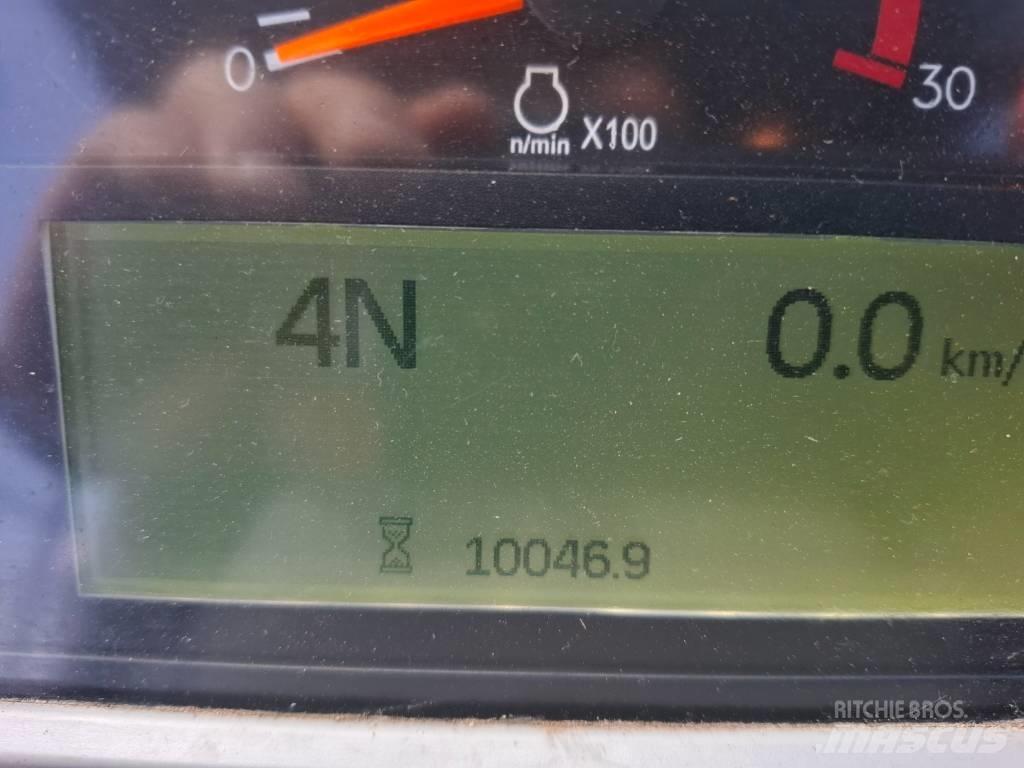 0
30
n/min X100
4N 0.0 km/
10046.9
RITCHIE BROS.
MASCUS